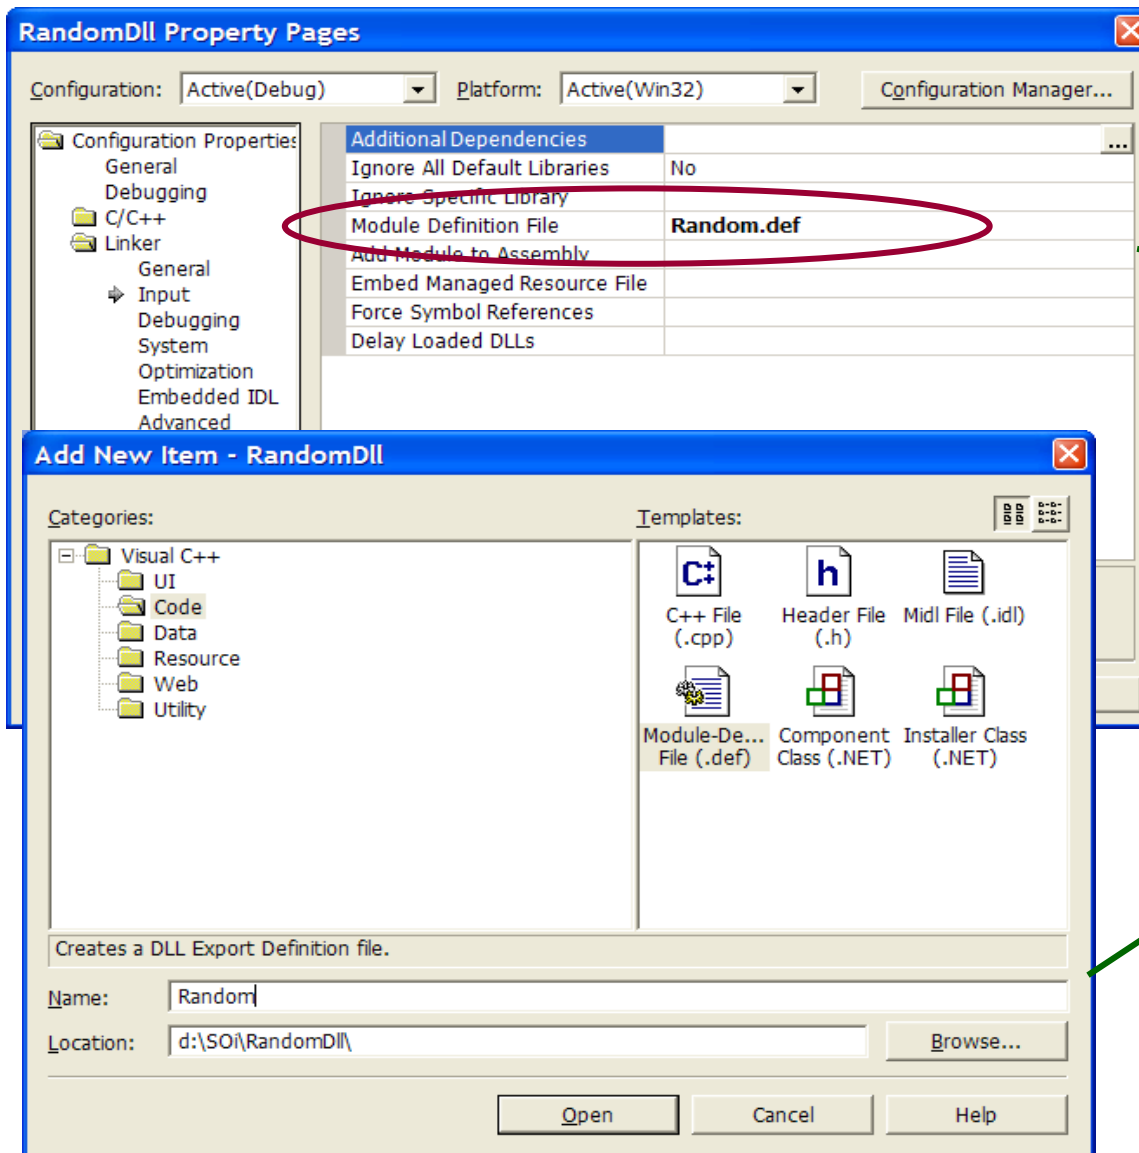 RandomDll Property Pages
Configuration: Active(Debug) Platform: Active(Win32) Configuration Manager...
Configuration Properties
General
Debugging
C/C++
Linker
General
Input
Debugging
System
Optimization
Embedded IDL
Advanced
Additional Dependencies ...
Ignore All Default Libraries No
Ignore Specific Library
Module Definition File Random.def
Add Module to Assembly
Embed Managed Resource File
Force Symbol References
Delay Loaded DLLs
Add New Item - RandomDll
Categories:
Visual C++
UI
Code
Data
Resource
Web
Utility
Templates:
C++ File
(.cpp)
Header File
(.h)
Midl File (.idl)
Module-De...
File (.def)
Component
Class (.NET)
Installer Class
(.NET)
Creates a DLL Export Definition file.
Name: Random
Location: d:\SOi\RandomDll\ Browse...
Open Cancel Help